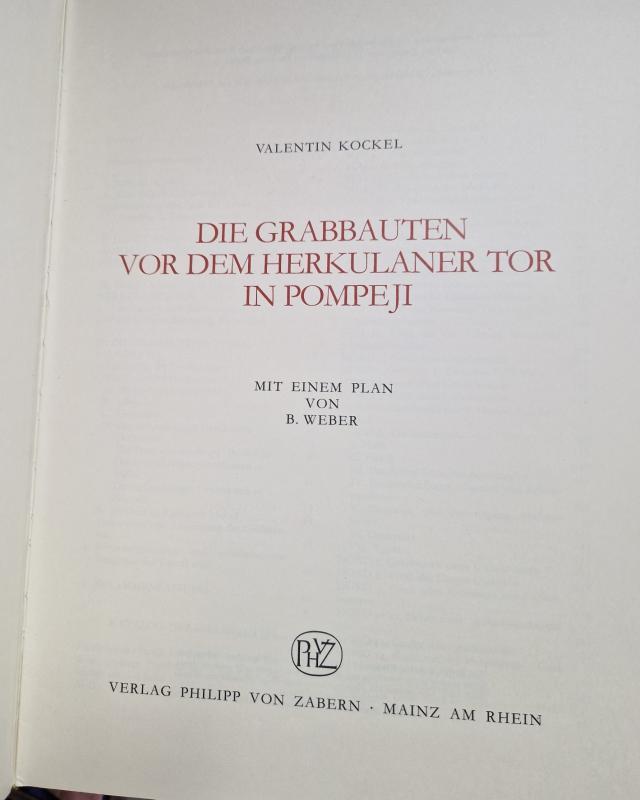 VALENTIN KOCKEL
DIE GRABBAUTEN
VOR DEM HERKULANER TOR
IN POMPEJI
MIT EINEM PLAN
VON
B. WEBER
PHVZ
VERLAG PHILIPP VON ZABERN · MAINZ AM RHEIN